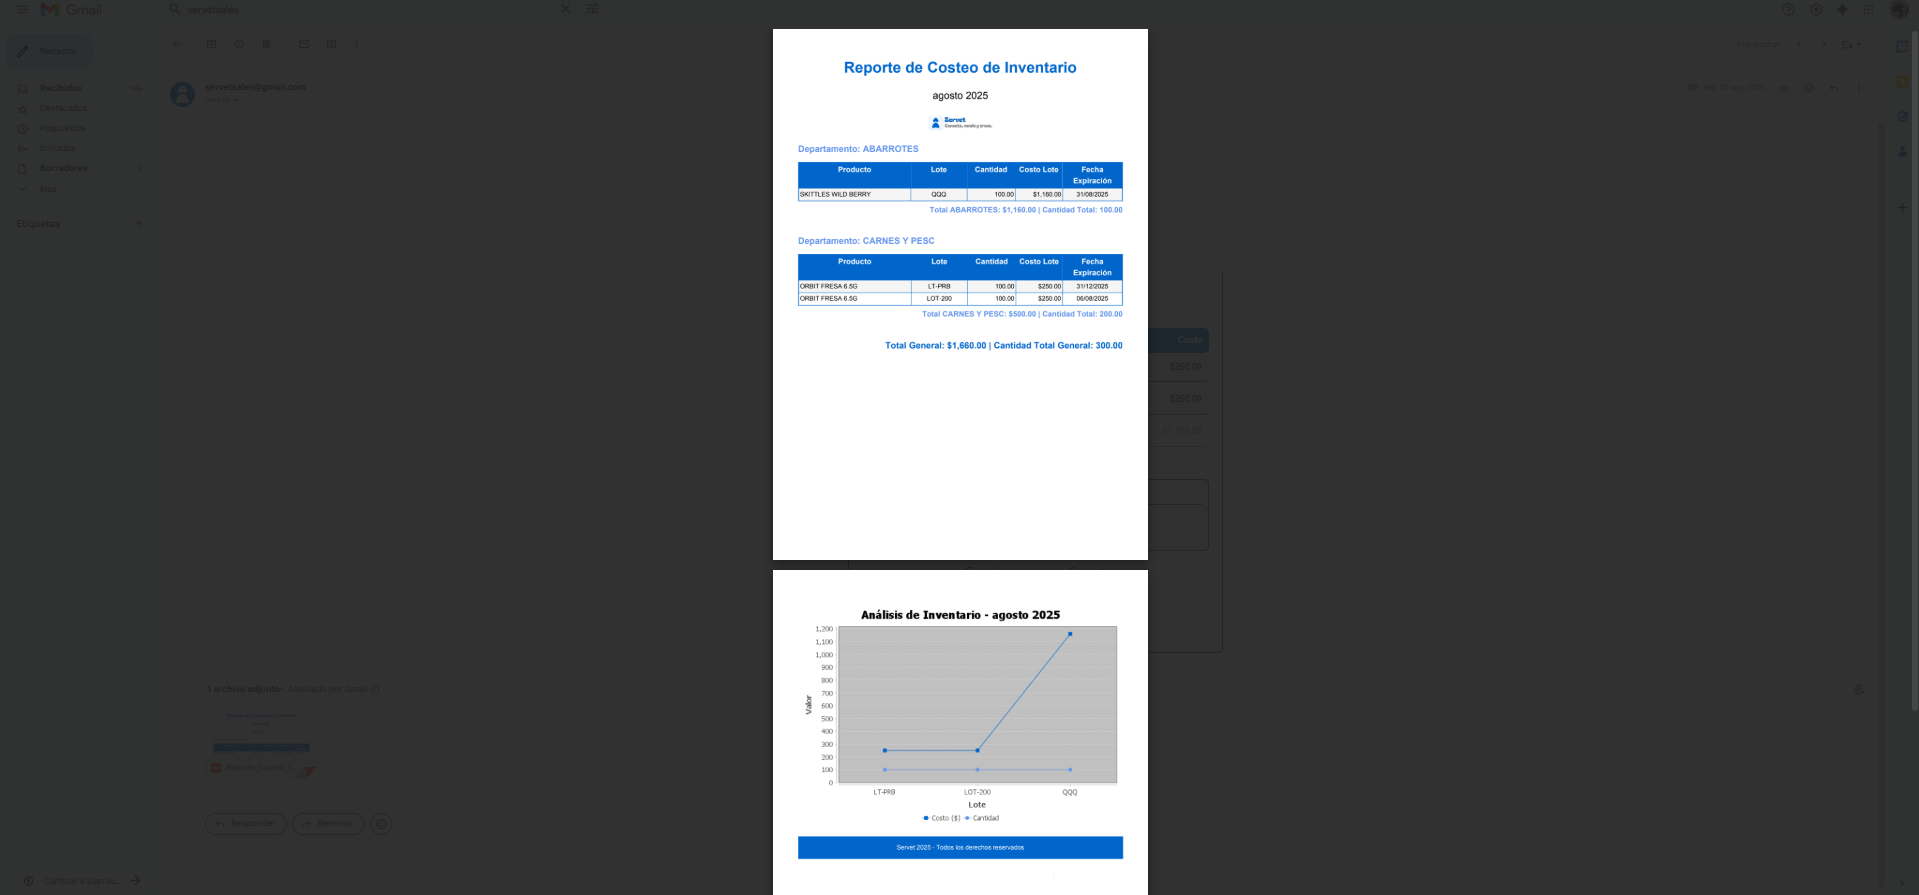 Gmail
servetsales
Redactar
Recibidos
Destacados
Pospuestos
Enviados
Borradores
Más
Etiquetas
servetsales@gmail.com
Reporte de Costeo de Inventario
agosto 2025
Servet
Departamento: ABARROTES
Producto Lote Cantidad Costo Lote Fecha Expiración
SKITTLES WILD BERRY QQQ 100.00 $1,160.00 31/08/2025
Total ABARROTES: $1,160.00 | Cantidad Total: 100.00
Departamento: CARNES Y PESC
Producto Lote Cantidad Costo Lote Fecha Expiración
ORBIT FRESA 6.5G LT-PRB 100.00 $250.00 31/12/2025
ORBIT FRESA 6.5G LOT-200 100.00 $250.00 06/08/2025
Total CARNES Y PESC: $500.00 | Cantidad Total: 200.00
Total General: $1,660.00 | Cantidad Total General: 300.00
Costo
$250.00
$250.00
$1,160.00
Análisis de Inventario - agosto 2025
1,200
1,100
1,000
900
800
700
600
500
400
300
200
100
0
Valor
LT-PRB LOT-200 QQQ
Lote
Costo ($) Cantidad
Servet 2025 - Todos los derechos reservados
1 archivo adjunto • Analizado por Gmail
Responder Reenviar